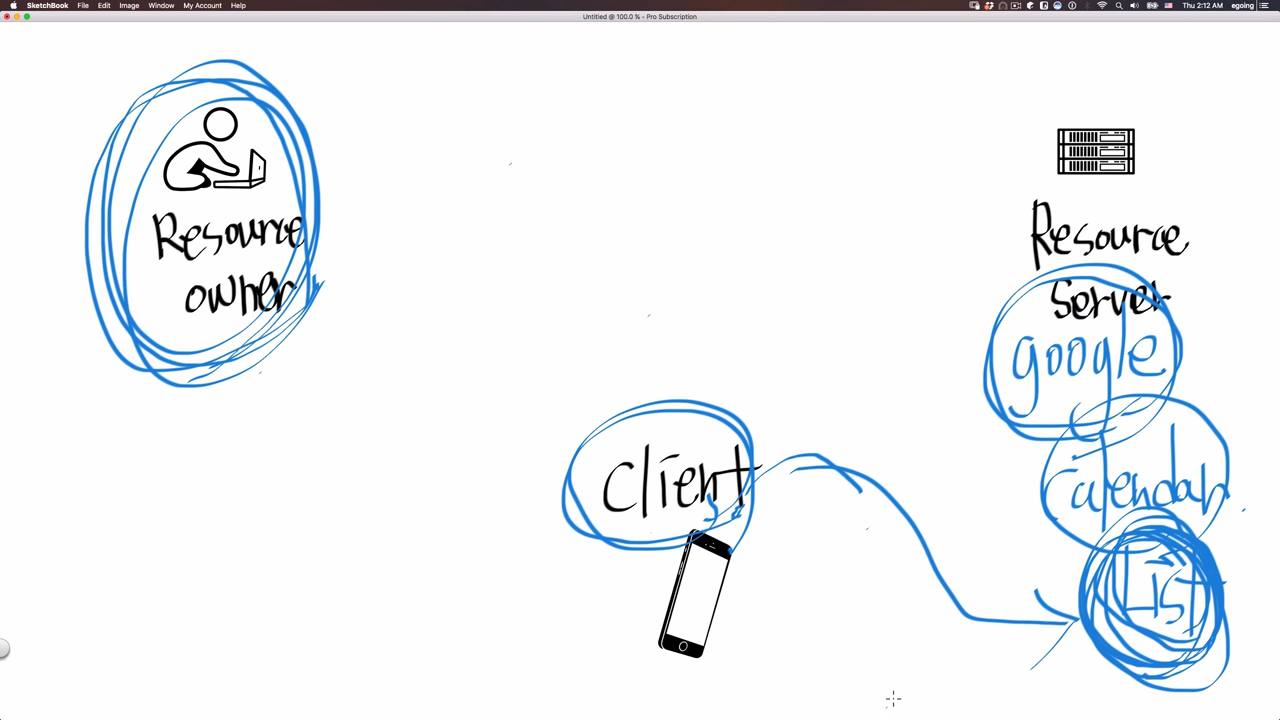 SketchBook File Edit Image Window My Account Help
Thu 2:12 AM egoing
Untitled @ 100.0 % - Pro Subscription
Resource
owner
Resource
Server
google
Calendar
List
Client